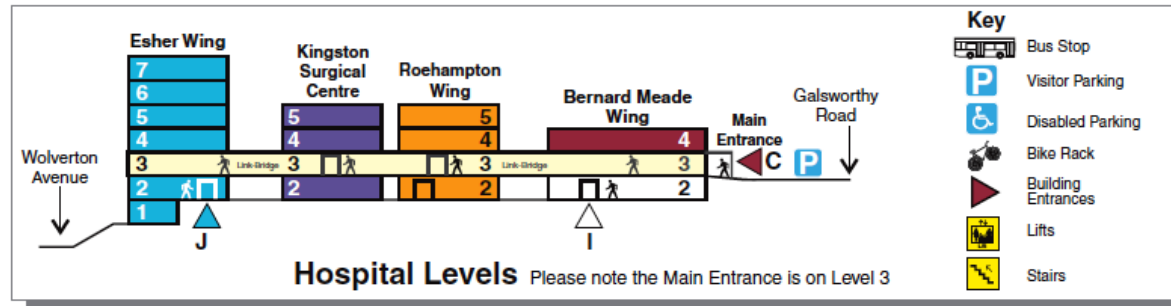 Esher Wing
7
6
5
4
3
2
1
Kingston
Surgical
Centre
5
4
3
2
Roehampton
Wing
5
4
3
2
Bernard Meade
Wing
4
3
2
Link-Bridge
Link-Bridge
Main
Entrance
C
P
Galsworthy
Road
Wolverton
Avenue
J
I
Hospital Levels Please note the Main Entrance is on Level 3
Key
Bus Stop
P
Visitor Parking
Disabled Parking
Bike Rack
Building
Entrances
Lifts
Stairs